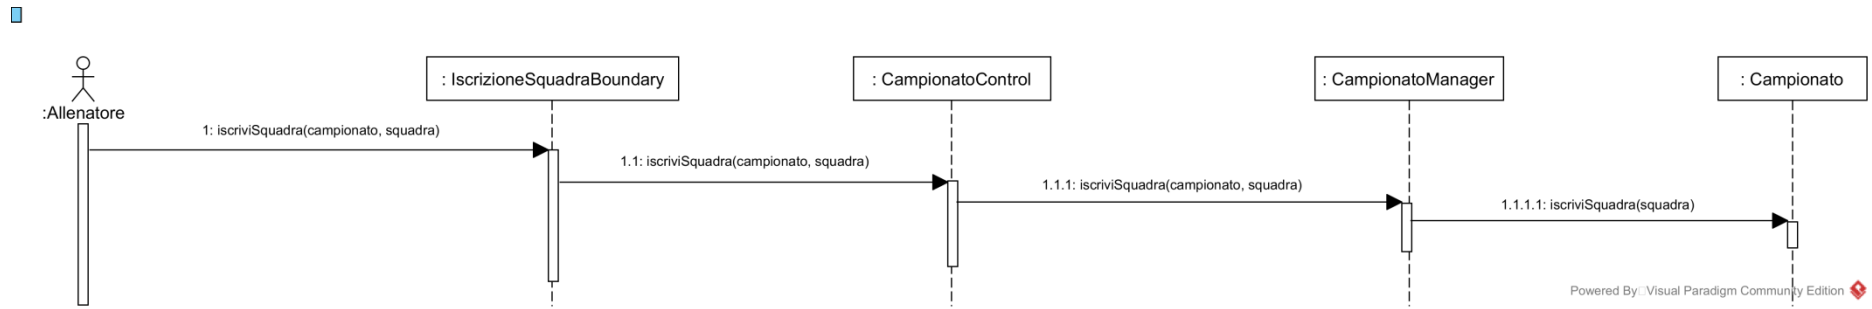 : IscrizioneSquadraBoundary
: CampionatoControl
: CampionatoManager
: Campionato
:Allenatore
1: iscriviSquadra(campionato, squadra)
1.1: iscriviSquadra(campionato, squadra)
1.1.1: iscriviSquadra(campionato, squadra)
1.1.1.1: iscriviSquadra(squadra)
Powered By Visual Paradigm Community Edition